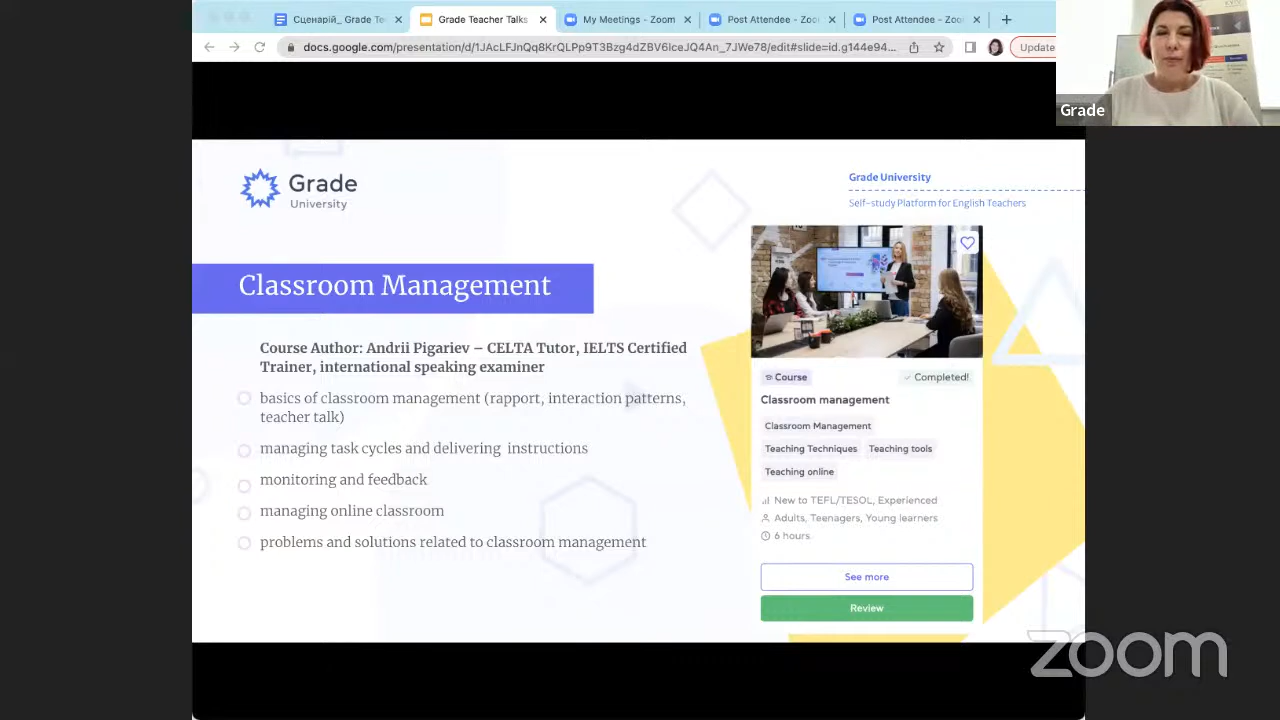 Сценарій_ Grade Te
Grade Teacher Talks
My Meetings - Zoom
Post Attendee - Zoo
Post Attendee - Zoo
docs.google.com/presentation/d/1JAcLFJnQq8KrQLPp9T3Bzg4dZBV6IceJQ4An_7JWe78/edit#slide=id.g144e94...
Update
Grade
Grade
University
Grade University
Self-study Platform for English Teachers
Classroom Management
Course Author: Andrii Pigariev – CELTA Tutor, IELTS Certified
Trainer, international speaking examiner
basics of classroom management (rapport, interaction patterns,
teacher talk)
managing task cycles and delivering instructions
monitoring and feedback
managing online classroom
problems and solutions related to classroom management
Course
Completed!
Classroom management
Classroom Management
Teaching Techniques Teaching tools
Teaching online
New to TEFL/TESOL, Experienced
Adults, Teenagers, Young learners
6 hours
See more
Review
zoom